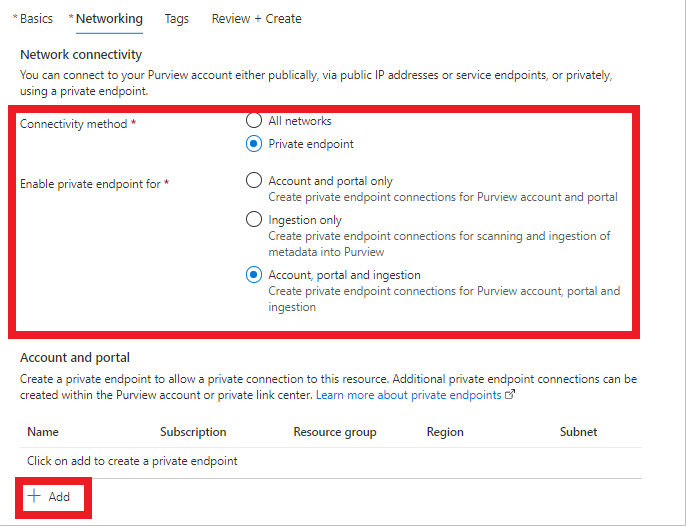 * Basics * Networking Tags Review + Create
Network connectivity
You can connect to your Purview account either publically, via public IP addresses or service endpoints, or privately,
using a private endpoint.
Connectivity method *
All networks
Private endpoint
Enable private endpoint for *
Account and portal only
Create private endpoint connections for Purview account and portal
Ingestion only
Create private endpoint connections for scanning and ingestion of
metadata into Purview
Account, portal and ingestion
Create private endpoint connections for Purview account, portal and
ingestion
Account and portal
Create a private endpoint to allow a private connection to this resource. Additional private endpoint connections can be
created within the Purview account or private link center. Learn more about private endpoints
Name Subscription Resource group Region Subnet
Click on add to create a private endpoint
+ Add